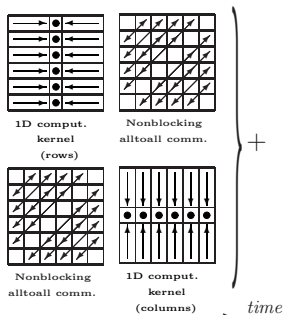 1D comput.
kernel
(rows)
Nonblocking
alltoall comm.
+
Nonblocking
alltoall comm.
1D comput.
kernel
(columns)
time